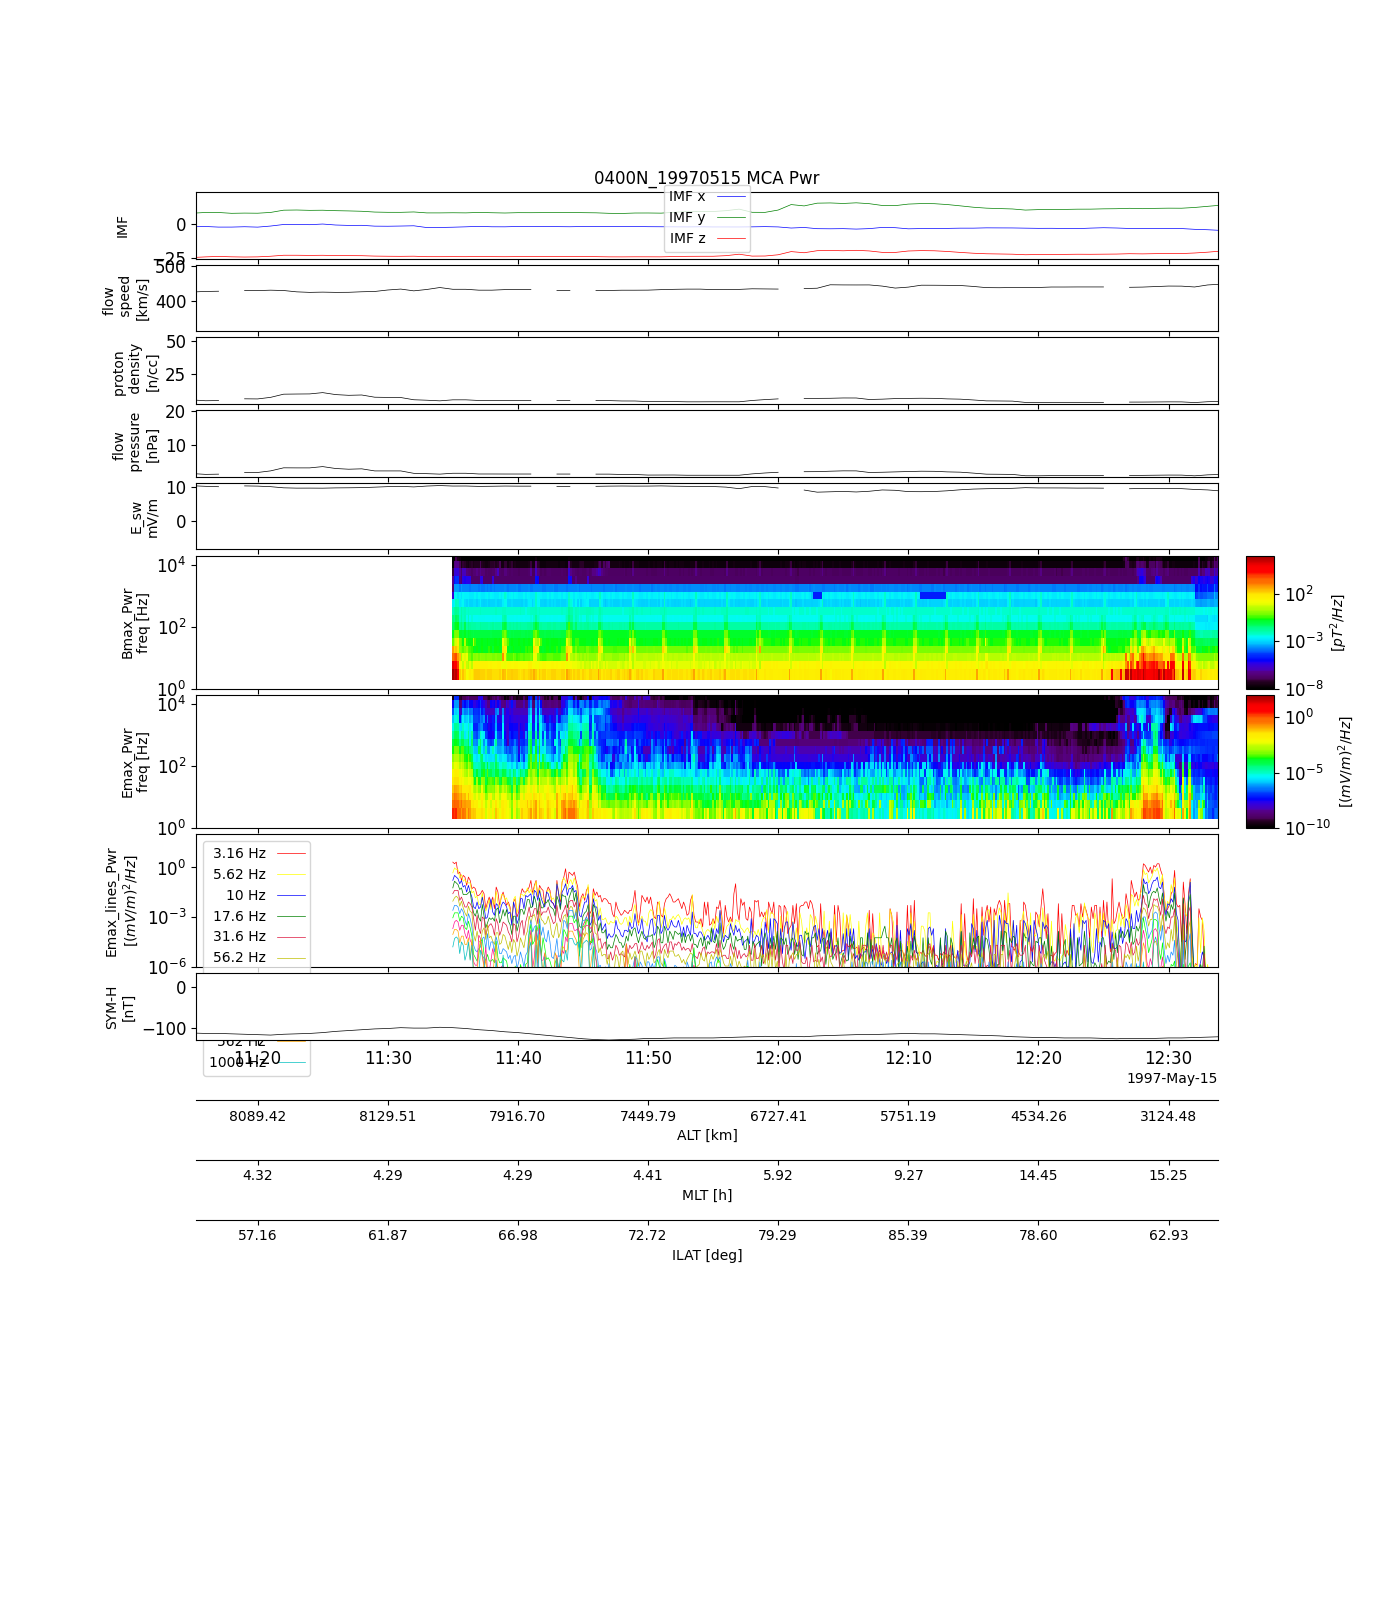 0400N_19970515 MCA Pwr
IMF
0
−25
IMF x
IMF y
IMF z
flow
speed
[km/s]
500
400
proton
density
[n/cc]
50
25
flow
pressure
[nPa]
20
10
E_sw
mV/m
10
0
Bmax_Pwr
freq [Hz]
10^4
10^2
10^0
10^2
10^-3
10^-8
[pT^2/Hz]
Emax_Pwr
freq [Hz]
10^4
10^2
10^0
10^0
10^-5
10^-10
[(mV/m)^2/Hz]
Emax_lines_Pwr
[(mV/m)^2/Hz]
10^0
10^-3
10^-6
3.16 Hz
5.62 Hz
10 Hz
17.6 Hz
31.6 Hz
56.2 Hz
SYM-H
[nT]
0
−100
562 Hz
1000 Hz
11:20 11:30 11:40 11:50 12:00 12:10 12:20 12:30
1997-May-15
8089.42 8129.51 7916.70 7449.79 6727.41 5751.19 4534.26 3124.48
ALT [km]
4.32 4.29 4.29 4.41 5.92 9.27 14.45 15.25
MLT [h]
57.16 61.87 66.98 72.72 79.29 85.39 78.60 62.93
ILAT [deg]